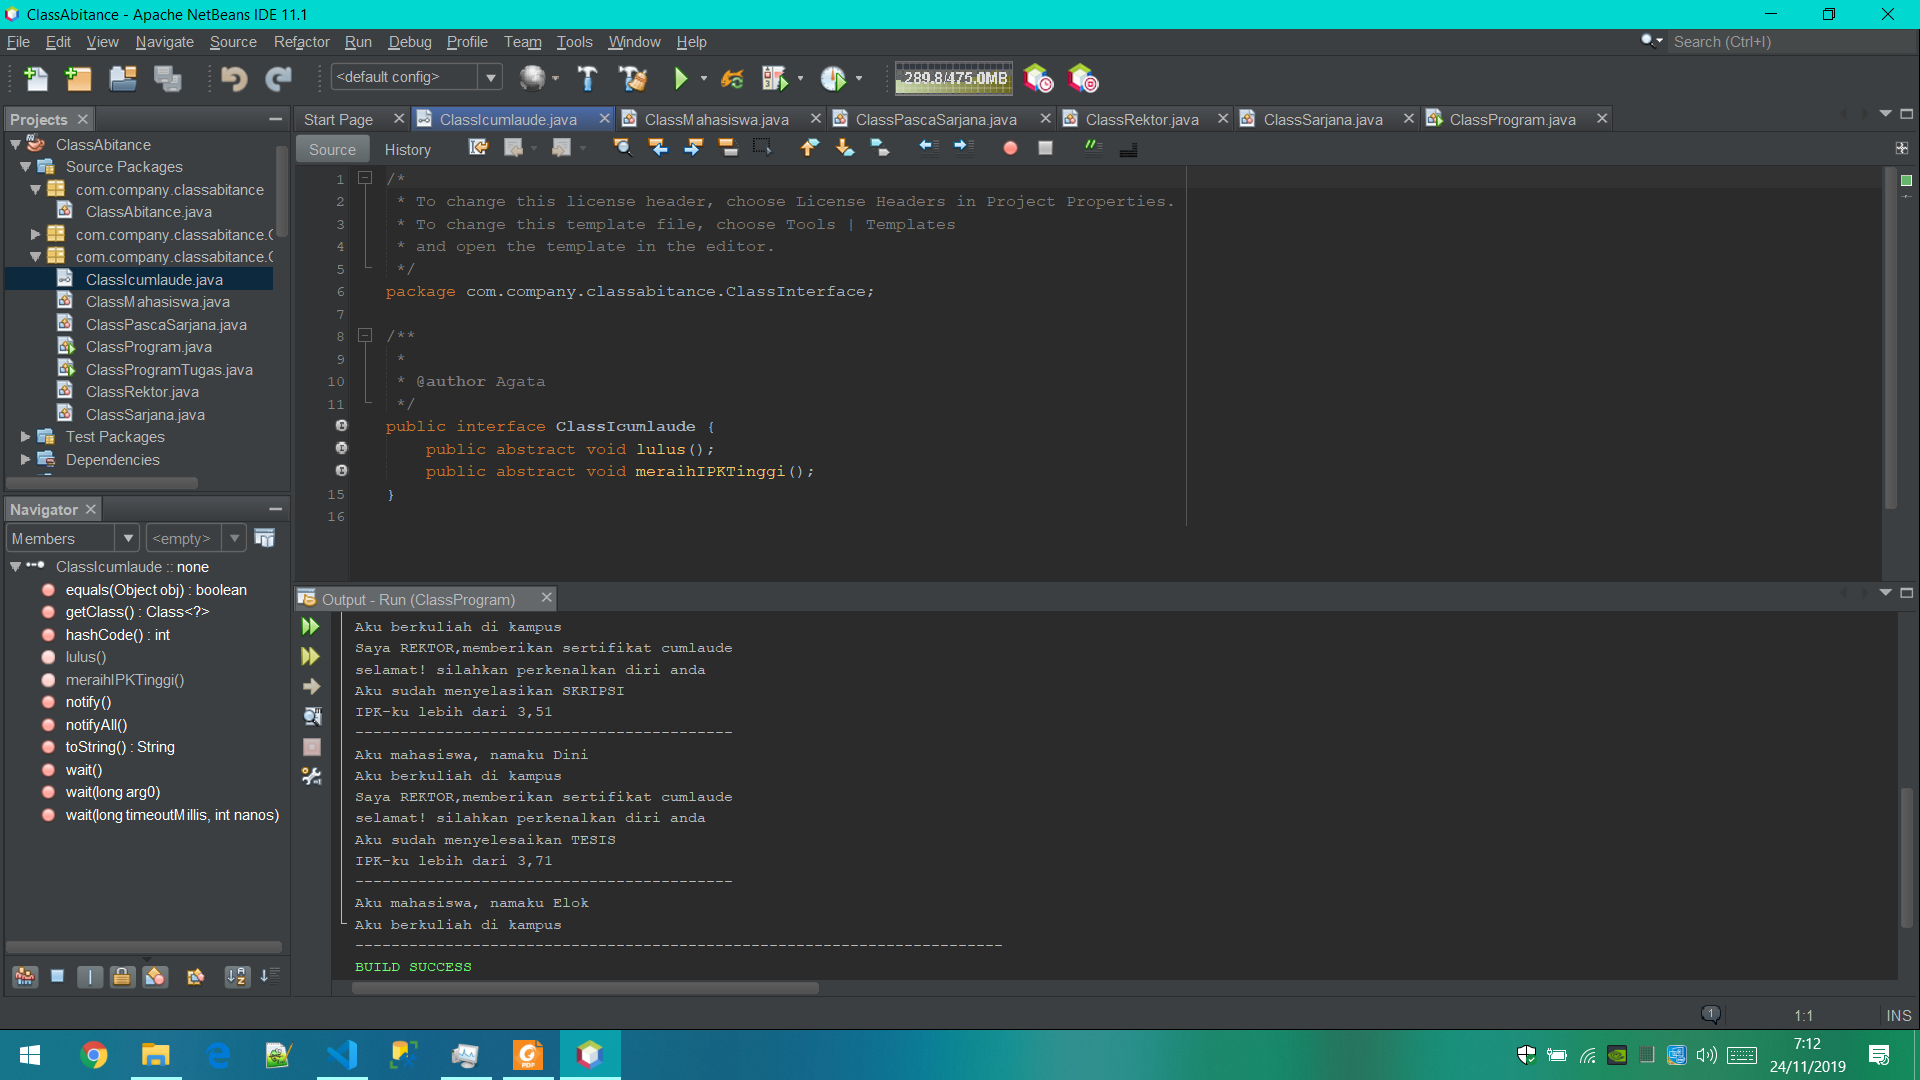 ClassAbitance - Apache NetBeans IDE 11.1
File Edit View Navigate Source Refactor Run Debug Profile Team Tools Window Help
Search (Ctrl+I)
<default config>
289.8/475.0MB
Projects
Start Page
ClassIcumlaude.java
ClassMahasiswa.java
ClassPascaSarjana.java
ClassRektor.java
ClassSarjana.java
ClassProgram.java
Source History
ClassAbitance
Source Packages
com.company.classabitance
ClassAbitance.java
com.company.classabitance.C
com.company.classabitance.C
ClassIcumlaude.java
ClassMahasiswa.java
ClassPascaSarjana.java
ClassProgram.java
ClassProgramTugas.java
ClassRektor.java
ClassSarjana.java
Test Packages
Dependencies
1 /*
2 * To change this license header, choose License Headers in Project Properties.
3 * To change this template file, choose Tools | Templates
4 * and open the template in the editor.
5 */
6 package com.company.classabitance.ClassInterface;
7
8 /**
9 *
10 * @author Agata
11 */
public interface ClassIcumlaude {
public abstract void lulus();
public abstract void meraihIPKTinggi();
15 }
16
Navigator
Members
<empty>
ClassIcumlaude :: none
equals(Object obj) : boolean
getClass() : Class<?>
hashCode() : int
lulus()
meraihIPKTinggi()
notify()
notifyAll()
toString() : String
wait()
wait(long arg0)
wait(long timeoutMillis, int nanos)
Output - Run (ClassProgram)
Aku berkuliah di kampus
Saya REKTOR,memberikan sertifikat cumlaude
selamat! silahkan perkenalkan diri anda
Aku sudah menyelasikan SKRIPSI
IPK-ku lebih dari 3,51
------------------------------------------
Aku mahasiswa, namaku Dini
Aku berkuliah di kampus
Saya REKTOR,memberikan sertifikat cumlaude
selamat! silahkan perkenalkan diri anda
Aku sudah menyelesaikan TESIS
IPK-ku lebih dari 3,71
------------------------------------------
Aku mahasiswa, namaku Elok
Aku berkuliah di kampus
------------------------------------------------------------------------
BUILD SUCCESS
1
1:1
INS
7:12
24/11/2019